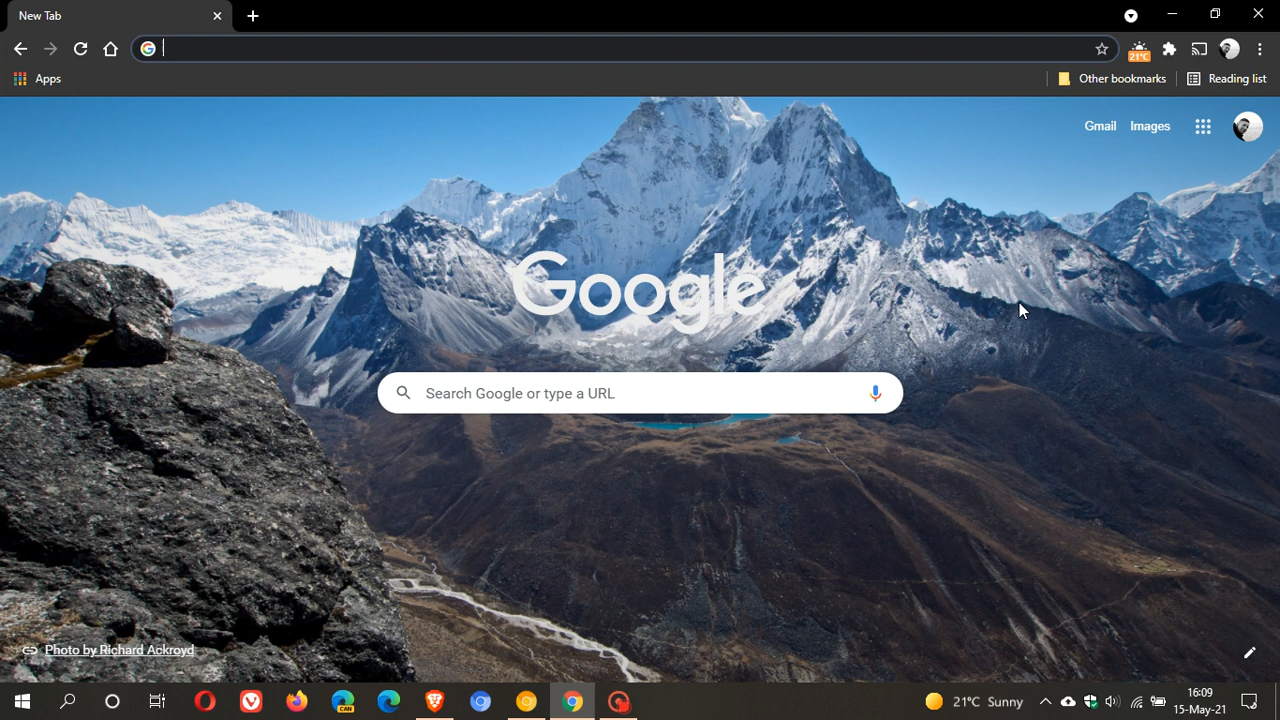 New Tab
21°C
Apps
Other bookmarks
Reading list
Gmail
Images
Google
Search Google or type a URL
Photo by Richard Ackroyd
CAN
21°C Sunny
16:09
15-May-21